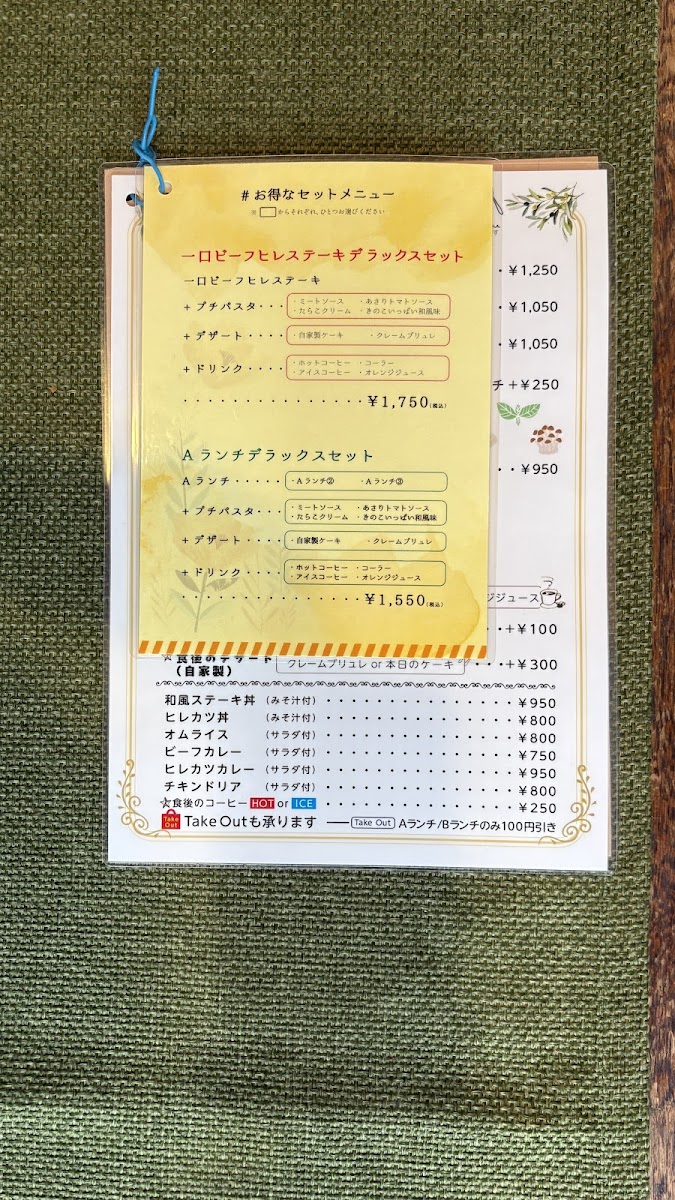 #お得なセットメニュー
※ からそれぞれ、ひとつお選びください
一口ビーフヒレステーキデラックスセット
一口ビーフヒレステーキ
+プチパスタ・・・ ・ミートソース ・あさりトマトソース
・たらこクリーム ・きのこいっぱい和風味
+デザート・・・・ ・自家製ケーキ ・クレームブリュレ
+ドリンク・・・・ ・ホットコーヒー ・コーラー
・アイスコーヒー ・オレンジジュース
・・・・・・・・・・・・・・・¥1,750(税込)
Aランチデラックスセット
Aランチ・・・・・ ・Aランチ② ・Aランチ③
+プチパスタ・・・ ・ミートソース ・あさりトマトソース
・たらこクリーム ・きのこいっぱい和風味
+デザート・・・・ ・自家製ケーキ ・クレームブリュレ
+ドリンク・・・・ ・ホットコーヒー ・コーラー
・アイスコーヒー ・オレンジジュース
・・・・・・・・・・・・・・・¥1,550(税込)
・¥1,250
・¥1,050
・¥1,050
チ+¥250
・・¥950
ジジュース
・・+¥100
☆食後のデザート クレームブリュレ or 本日のケーキ ・・・+¥300
(自家製)
和風ステーキ丼 (みそ汁付)・・・・・・・・・・・・・・・・¥950
ヒレカツ丼 (みそ汁付)・・・・・・・・・・・・・・・・¥800
オムライス (サラダ付)・・・・・・・・・・・・・・・・¥800
ビーフカレー (サラダ付)・・・・・・・・・・・・・・・・¥750
ヒレカツカレー (サラダ付)・・・・・・・・・・・・・・・・¥950
チキンドリア (サラダ付)・・・・・・・・・・・・・・・・¥800
☆食後のコーヒー HOT or ICE ・・・・・・・・・・・・・・・・¥250
Take Out Take Outも承ります ―― Take Out Aランチ/Bランチのみ100円引き